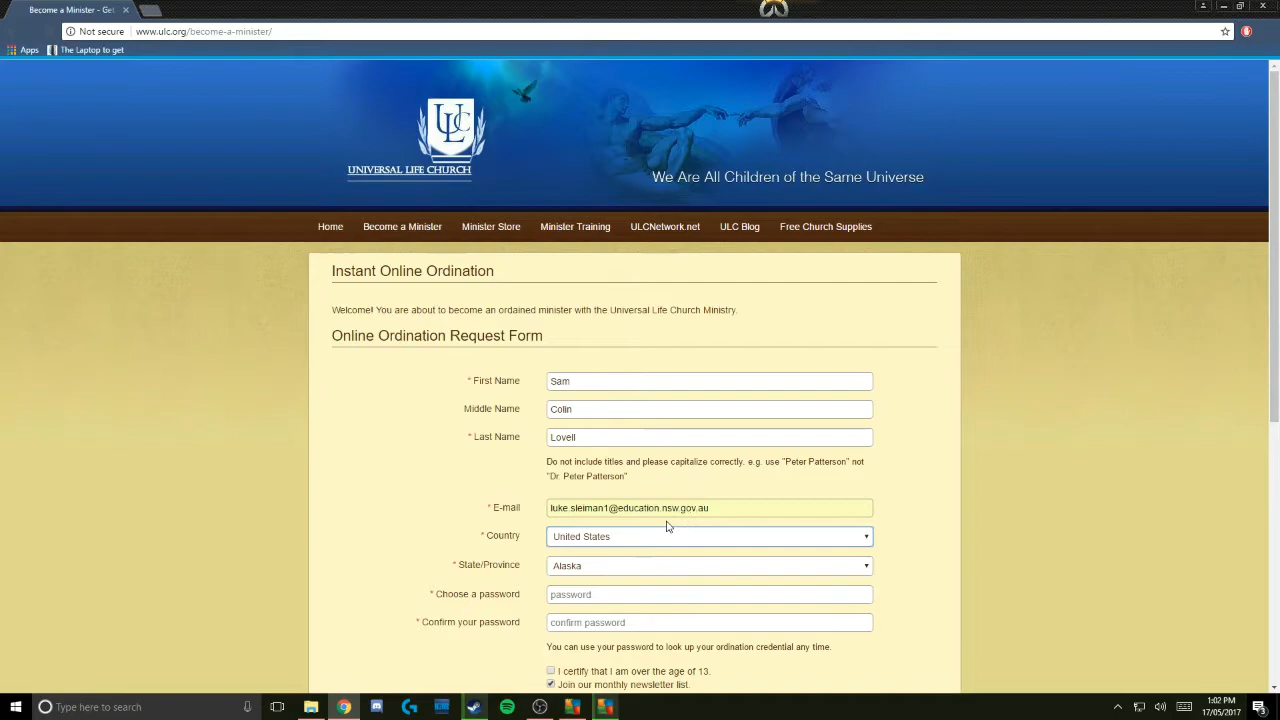 Become a Minister - Get
Not secure
www.ulc.org/become-a-minister/
Apps
The Laptop to get
ULC
UNIVERSAL LIFE CHURCH
We Are All Children of the Same Universe
Home
Become a Minister
Minister Store
Minister Training
ULCNetwork.net
ULC Blog
Free Church Supplies
Instant Online Ordination
Welcome! You are about to become an ordained minister with the Universal Life Church Ministry.
Online Ordination Request Form
* First Name
Sam
Middle Name
Colin
* Last Name
Lovell
Do not include titles and please capitalize correctly. e.g. use "Peter Patterson" not
"Dr. Peter Patterson"
* E-mail
luke.sleiman1@education.nsw.gov.au
* Country
United States
* State/Province
Alaska
* Choose a password
password
* Confirm your password
confirm password
You can use your password to look up your ordination credential any time.
I certify that I am over the age of 13.
Join our monthly newsletter list.
Type here to search
1:02 PM
17/05/2017